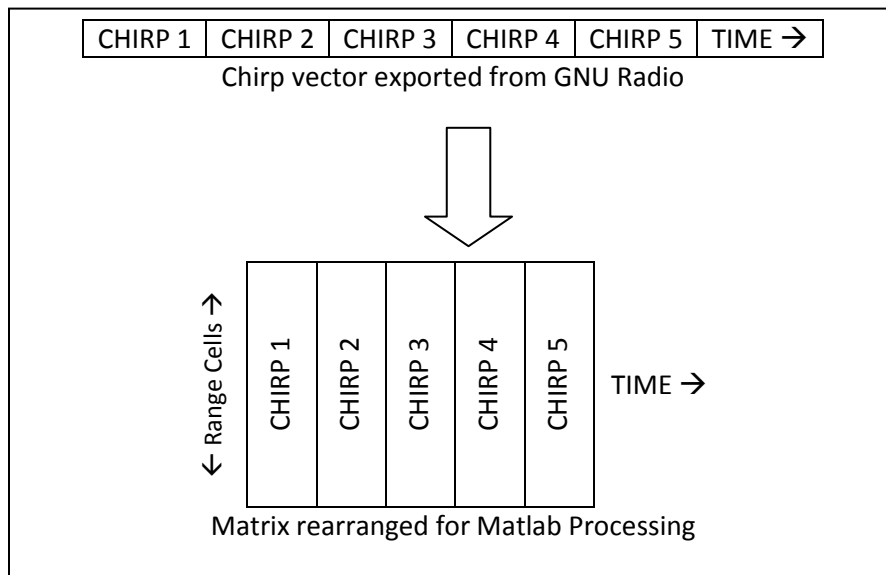 CHIRP 1 CHIRP 2 CHIRP 3 CHIRP 4 CHIRP 5 TIME →
Chirp vector exported from GNU Radio
← Range Cells →
CHIRP 1
CHIRP 2
CHIRP 3
CHIRP 4
CHIRP 5
TIME →
Matrix rearranged for Matlab Processing